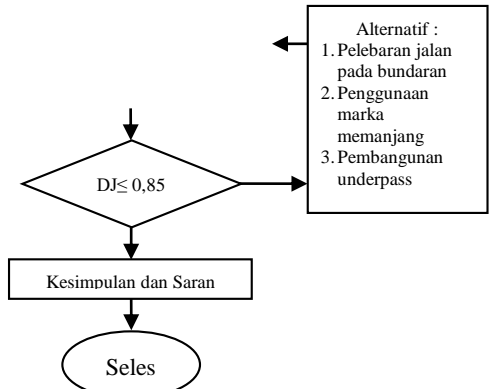 Alternatif :
1. Pelebaran jalan
pada bundaran
2. Penggunaan
marka
memanjang
3. Pembangunan
underpass
DJ≤ 0,85
Kesimpulan dan Saran
Seles